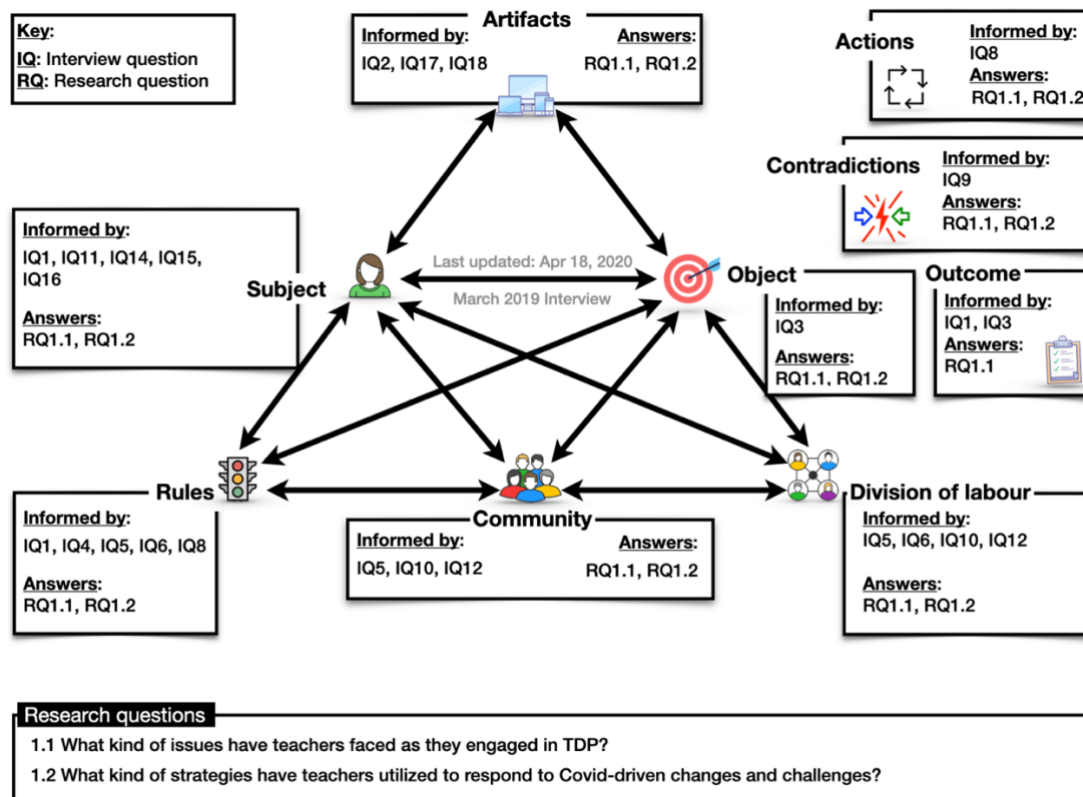 Key:
IQ: Interview question
RQ: Research question
Artifacts
Informed by:
IQ2, IQ17, IQ18
Answers:
RQ1.1, RQ1.2
Actions
Informed by:
IQ8
Answers:
RQ1.1, RQ1.2
Contradictions
Informed by:
IQ9
Answers:
RQ1.1, RQ1.2
Subject
Informed by:
IQ1, IQ11, IQ14, IQ15,
IQ16
Answers:
RQ1.1, RQ1.2
Last updated: Apr 18, 2020
March 2019 Interview
Object
Informed by:
IQ3
Answers:
RQ1.1, RQ1.2
Outcome
Informed by:
IQ1, IQ3
Answers:
RQ1.1
Rules
Informed by:
IQ1, IQ4, IQ5, IQ6, IQ8
Answers:
RQ1.1, RQ1.2
Community
Informed by:
IQ5, IQ10, IQ12
Answers:
RQ1.1, RQ1.2
Division of labour
Informed by:
IQ5, IQ6, IQ10, IQ12
Answers:
RQ1.1, RQ1.2
Research questions
1.1 What kind of issues have teachers faced as they engaged in TDP?
1.2 What kind of strategies have teachers utilized to respond to Covid-driven changes and challenges?